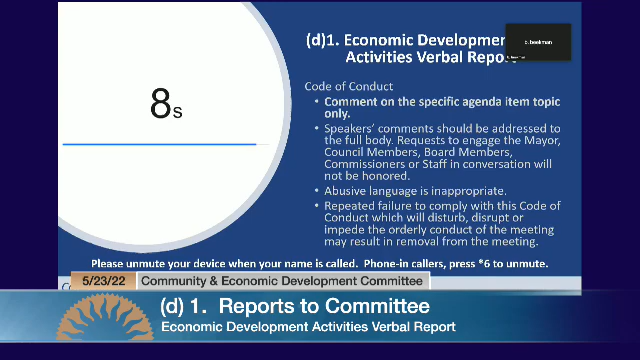 (d)1. Economic Development
Activities Verbal Report
b. beekman
8s
Code of Conduct
• Comment on the specific agenda item topic
only.
• Speakers' comments should be addressed to
the full body. Requests to engage the Mayor,
Council Members, Board Members,
Commissioners or Staff in conversation will
not be honored.
• Abusive language is inappropriate.
• Repeated failure to comply with this Code of
Conduct which will disturb, disrupt or
impede the orderly conduct of the meeting
may result in removal from the meeting.
Please unmute your device when your name is called. Phone-in callers, press *6 to unmute.
5/23/22 Community & Economic Development Committee
(d) 1. Reports to Committee
Economic Development Activities Verbal Report